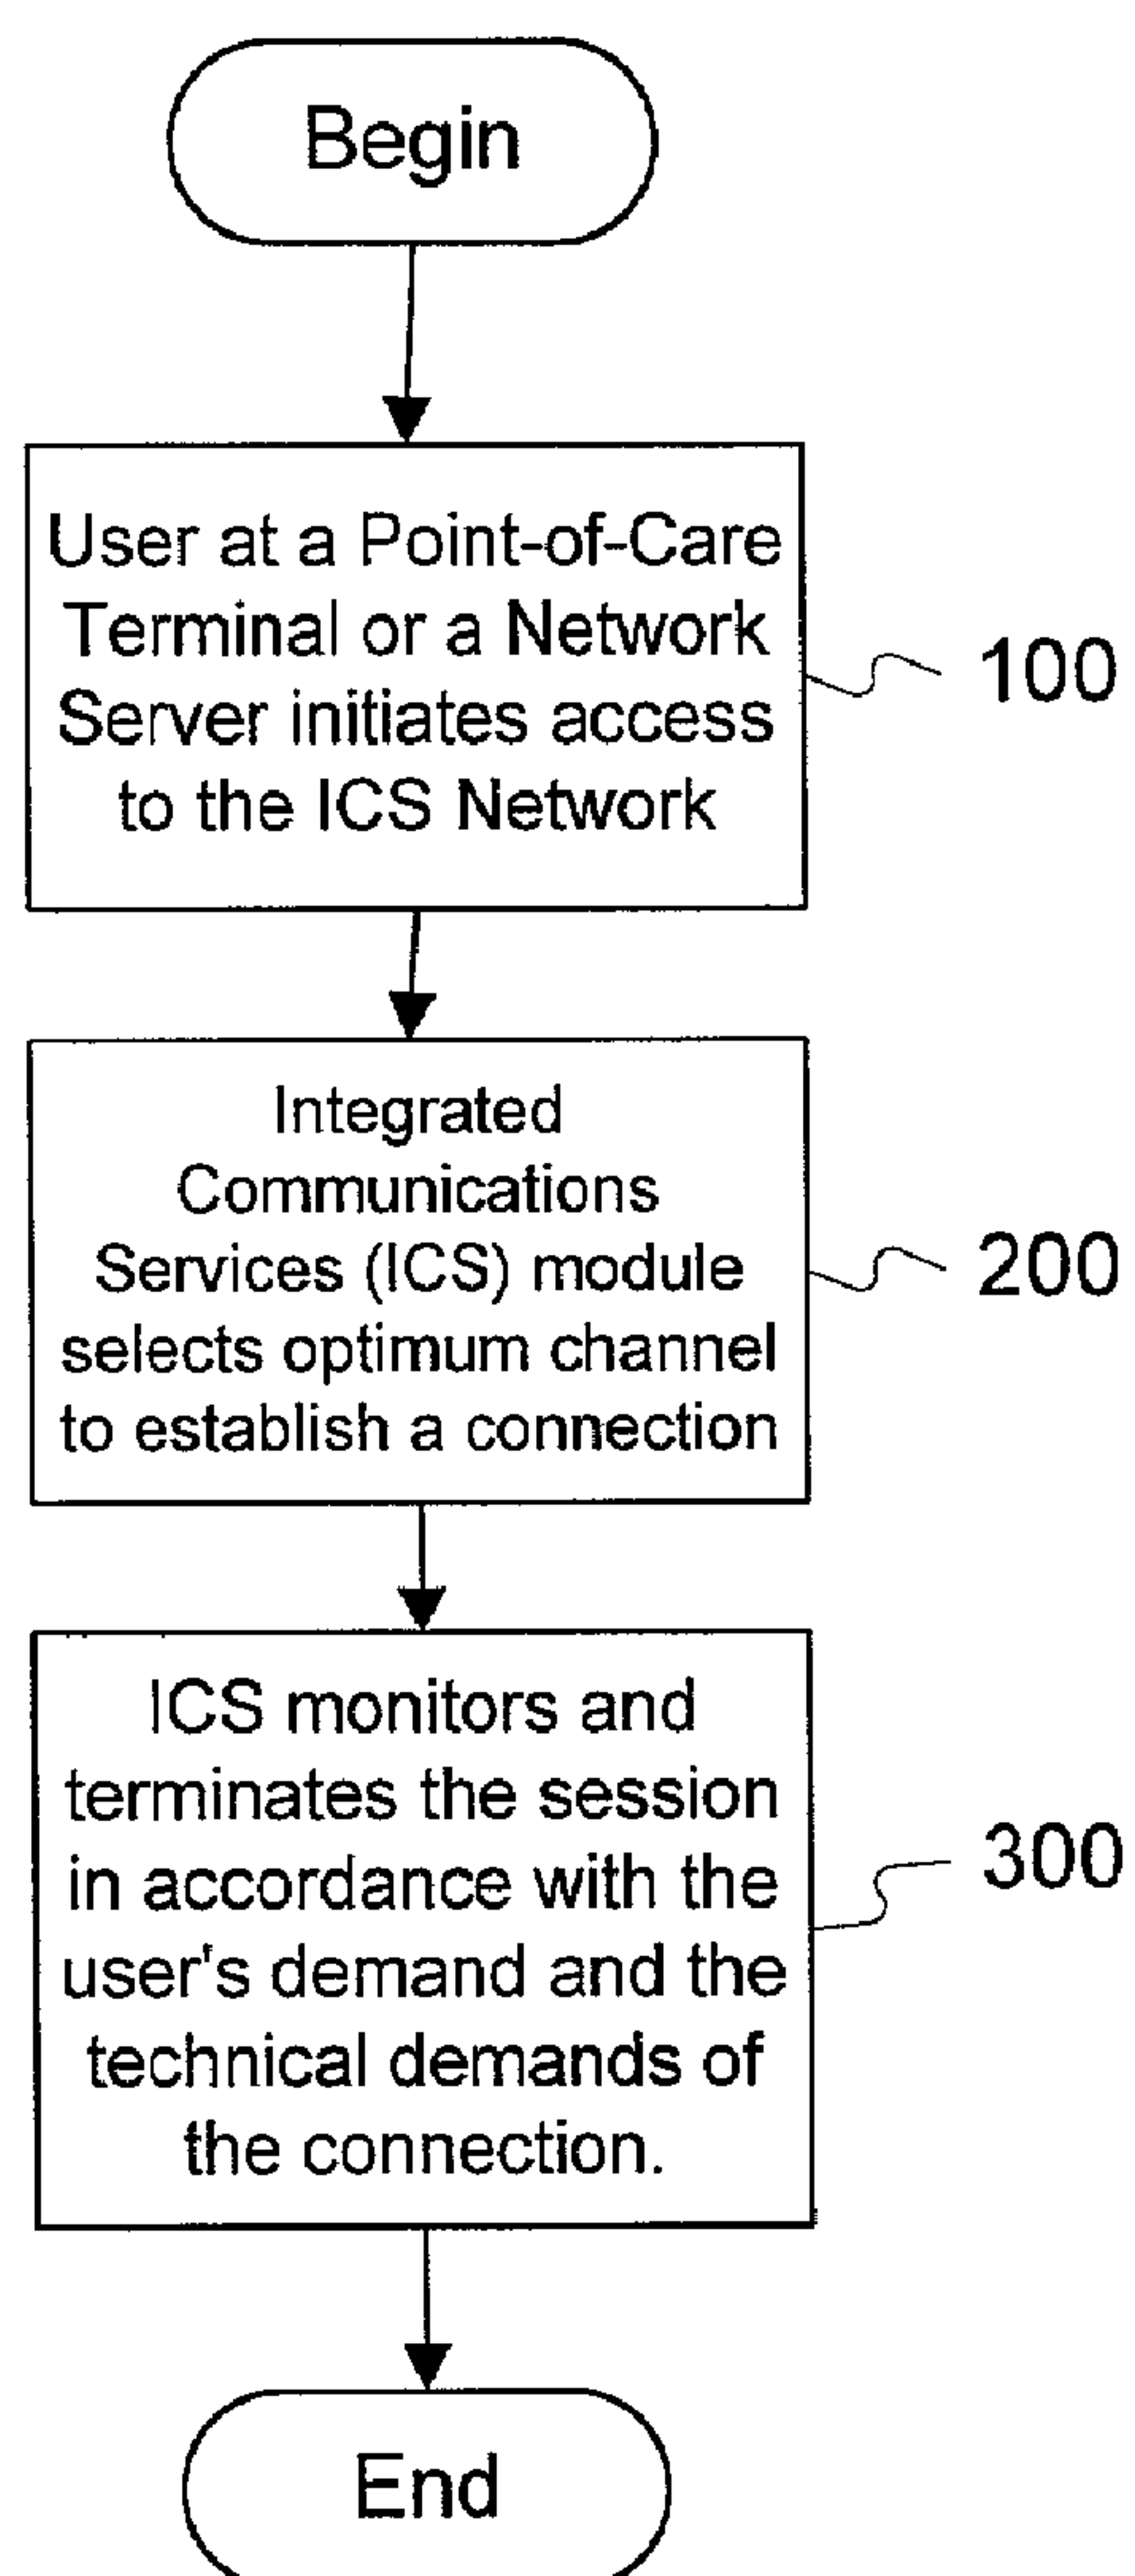 Begin
User at a Point-of-Care
Terminal or a Network
Server initiates access
to the ICS Network
100
Integrated
Communications
Services (ICS) module
selects optimum channel
to establish a connection
200
ICS monitors and
terminates the session
in accordance with the
user's demand and the
technical demands of
the connection.
300
End